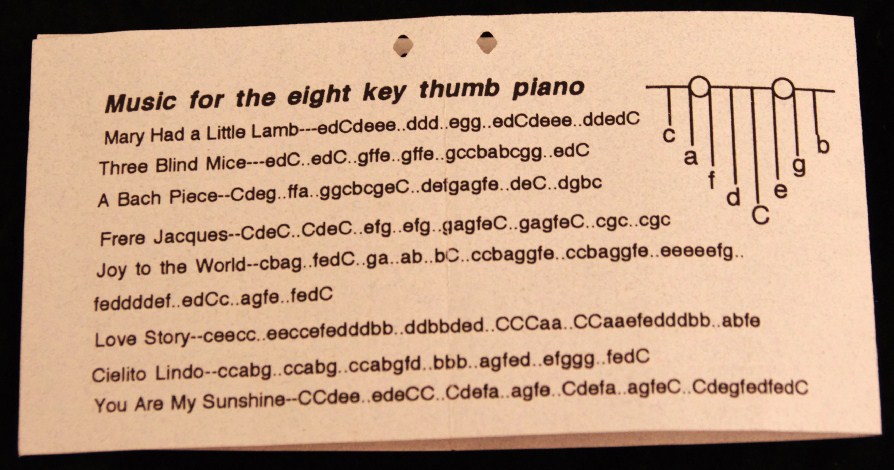 Music for the eight key thumb piano
Mary Had a Little Lamb---edCdeee..ddd..egg..edCdeee..ddedC
Three Blind Mice---edC..edC..gffe..gffe..gccbabcgg..edC
A Bach Piece--Cdeg..ffa..ggcbcgeC..defgagfe..deC..dgbc
Frere Jacques--CdeC..CdeC..efg..efg..gagfeC..gagfeC..cgc..cgc
Joy to the World--cbag..fedC..ga..ab..bC..ccbaggfe..ccbaggfe..eeeeefg..
feddddef..edCc..agfe..fedC
Love Story--ceecc..eeccefedddbb..ddbbded..CCCaa..CCaaefedddbb..abfe
Cielito Lindo--ccabg..ccabg..ccabgfd..bbb..agfed..efggg..fedC
You Are My Sunshine--CCdee..edeCC..Cdefa..agfe..Cdefa..agfeC..CdegfedfedC
c
a
f
d
C
e
g
b